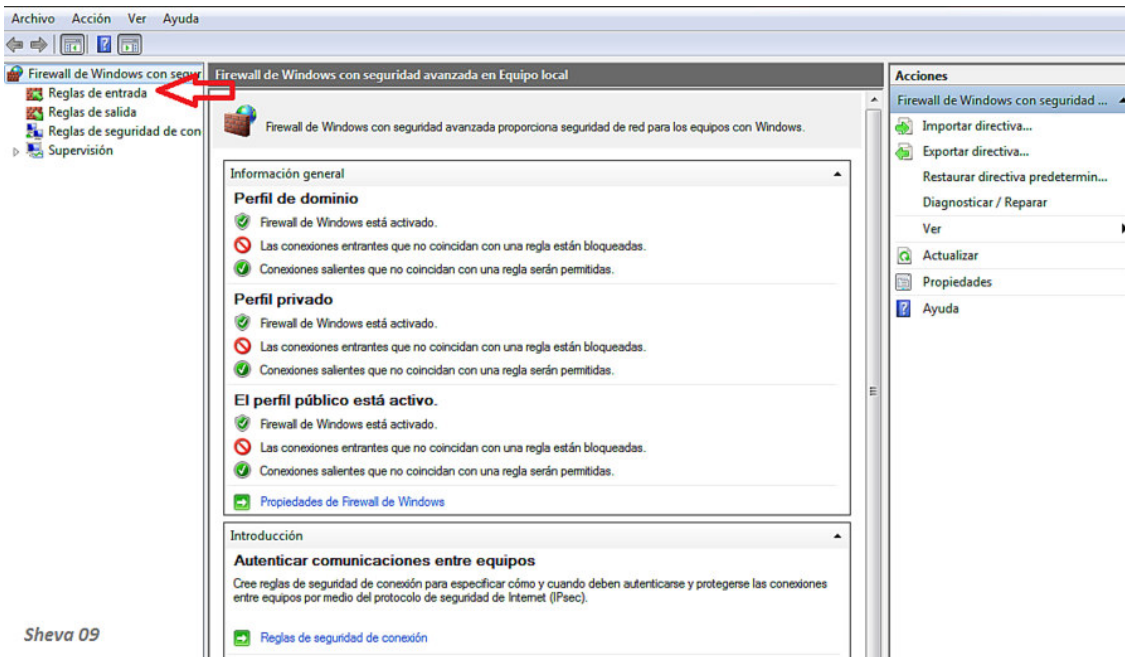 Archivo Acción Ver Ayuda
Firewall de Windows con segur
Reglas de entrada
Reglas de salida
Reglas de seguridad de con
Supervisión
Firewall de Windows con seguridad avanzada en Equipo local
Firewall de Windows con seguridad avanzada proporciona seguridad de red para los equipos con Windows.
Información general
Perfil de dominio
Firewall de Windows está activado.
Las conexiones entrantes que no coincidan con una regla están bloqueadas.
Conexiones salientes que no coincidan con una regla serán permitidas.
Perfil privado
Firewall de Windows está activado.
Las conexiones entrantes que no coincidan con una regla están bloqueadas.
Conexiones salientes que no coincidan con una regla serán permitidas.
El perfil público está activo.
Firewall de Windows está activado.
Las conexiones entrantes que no coincidan con una regla están bloqueadas.
Conexiones salientes que no coincidan con una regla serán permitidas.
Propiedades de Firewall de Windows
Introducción
Autenticar comunicaciones entre equipos
Cree reglas de seguridad de conexión para especificar cómo y cuando deben autenticarse y protegerse las conexiones
entre equipos por medio del protocolo de seguridad de Internet (IPsec).
Reglas de seguridad de conexión
Acciones
Firewall de Windows con seguridad ...
Importar directiva...
Exportar directiva...
Restaurar directiva predetermin...
Diagnosticar / Reparar
Ver
Actualizar
Propiedades
Ayuda
Sheva 09